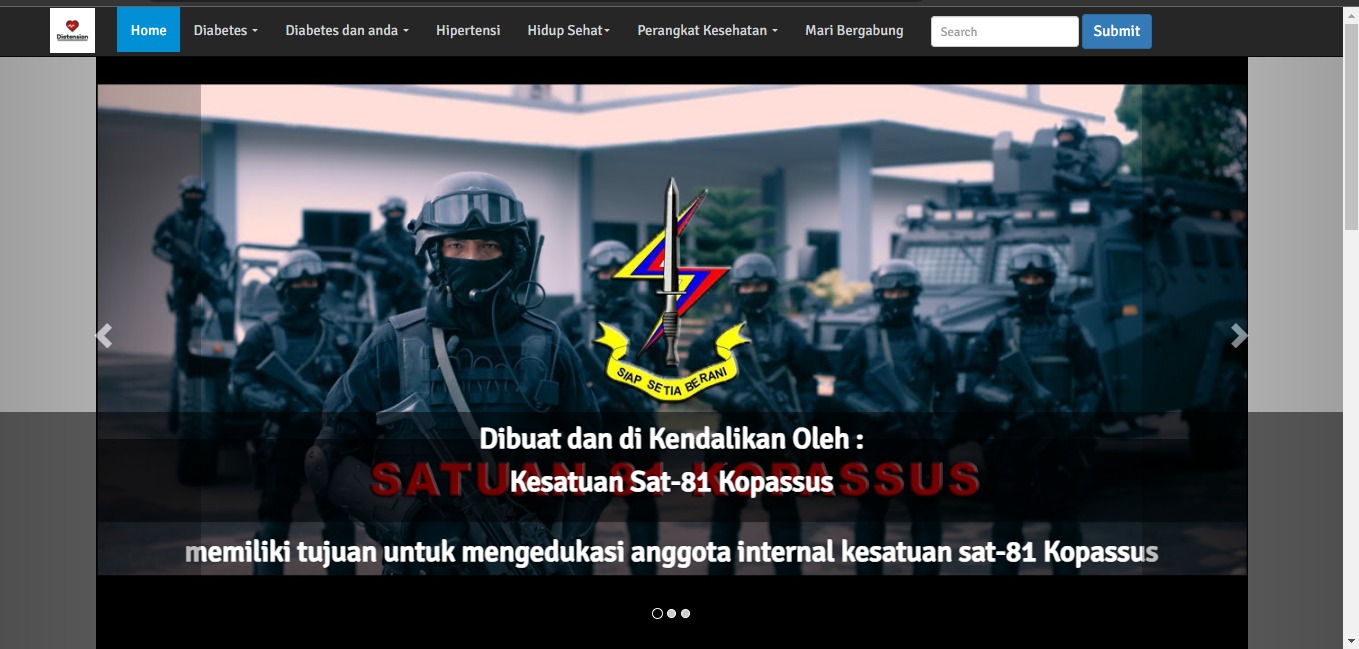 Dietension
Home
Diabetes
Diabetes dan anda
Hipertensi
Hidup Sehat
Perangkat Kesehatan
Mari Bergabung
Search
Submit
SIAP SETIA BERANI
Dibuat dan di Kendalikan Oleh :
SATUAN 81 KOPASSUS
Kesatuan Sat-81 Kopassus
memiliki tujuan untuk mengedukasi anggota internal kesatuan sat-81 Kopassus